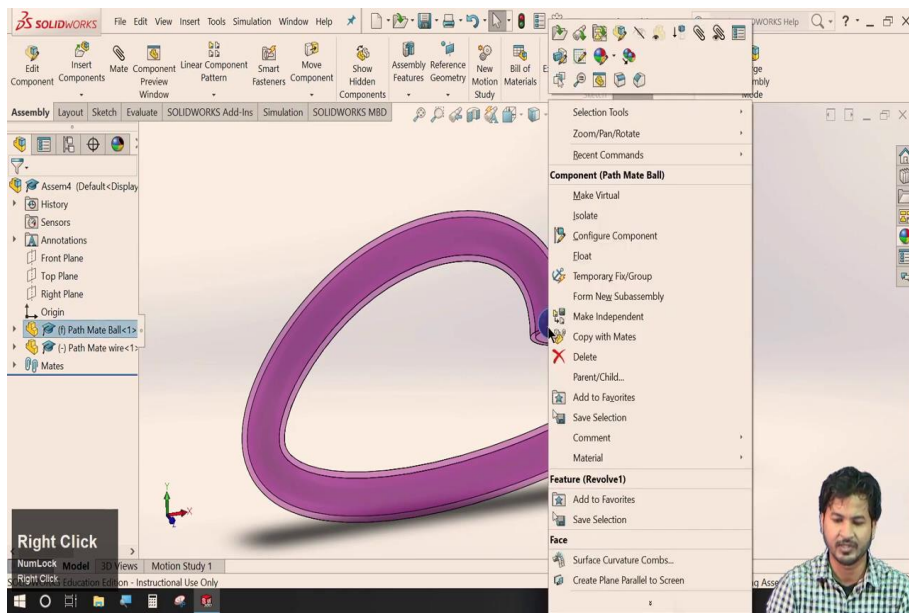 SOLIDWORKS File Edit View Insert Tools Simulation Window Help
WORKS Help
Edit Component
Insert Components
Mate
Component Preview Window
Linear Component Pattern
Smart Fasteners
Move Component
Show Hidden Components
Assembly Features
Reference Geometry
New Motion Study
Bill of Materials
Assembly Layout Sketch Evaluate SOLIDWORKS Add-Ins Simulation SOLIDWORKS MBD
Assem4 (Default<Display
History
Sensors
Annotations
Front Plane
Top Plane
Right Plane
Origin
(f) Path Mate Ball<1>
(-) Path Mate wire<1>
Mates
Selection Tools
Zoom/Pan/Rotate
Recent Commands
Component (Path Mate Ball)
Make Virtual
Isolate
Configure Component
Float
Temporary Fix/Group
Form New Subassembly
Make Independent
Copy with Mates
Delete
Parent/Child...
Add to Favorites
Save Selection
Comment
Material
Feature (Revolve1)
Add to Favorites
Save Selection
Face
Surface Curvature Combs...
Create Plane Parallel to Screen
Y
X
Right Click
NumLock
Right Click
Model 3D Views Motion Study 1
Education Edition - Instructional Use Only